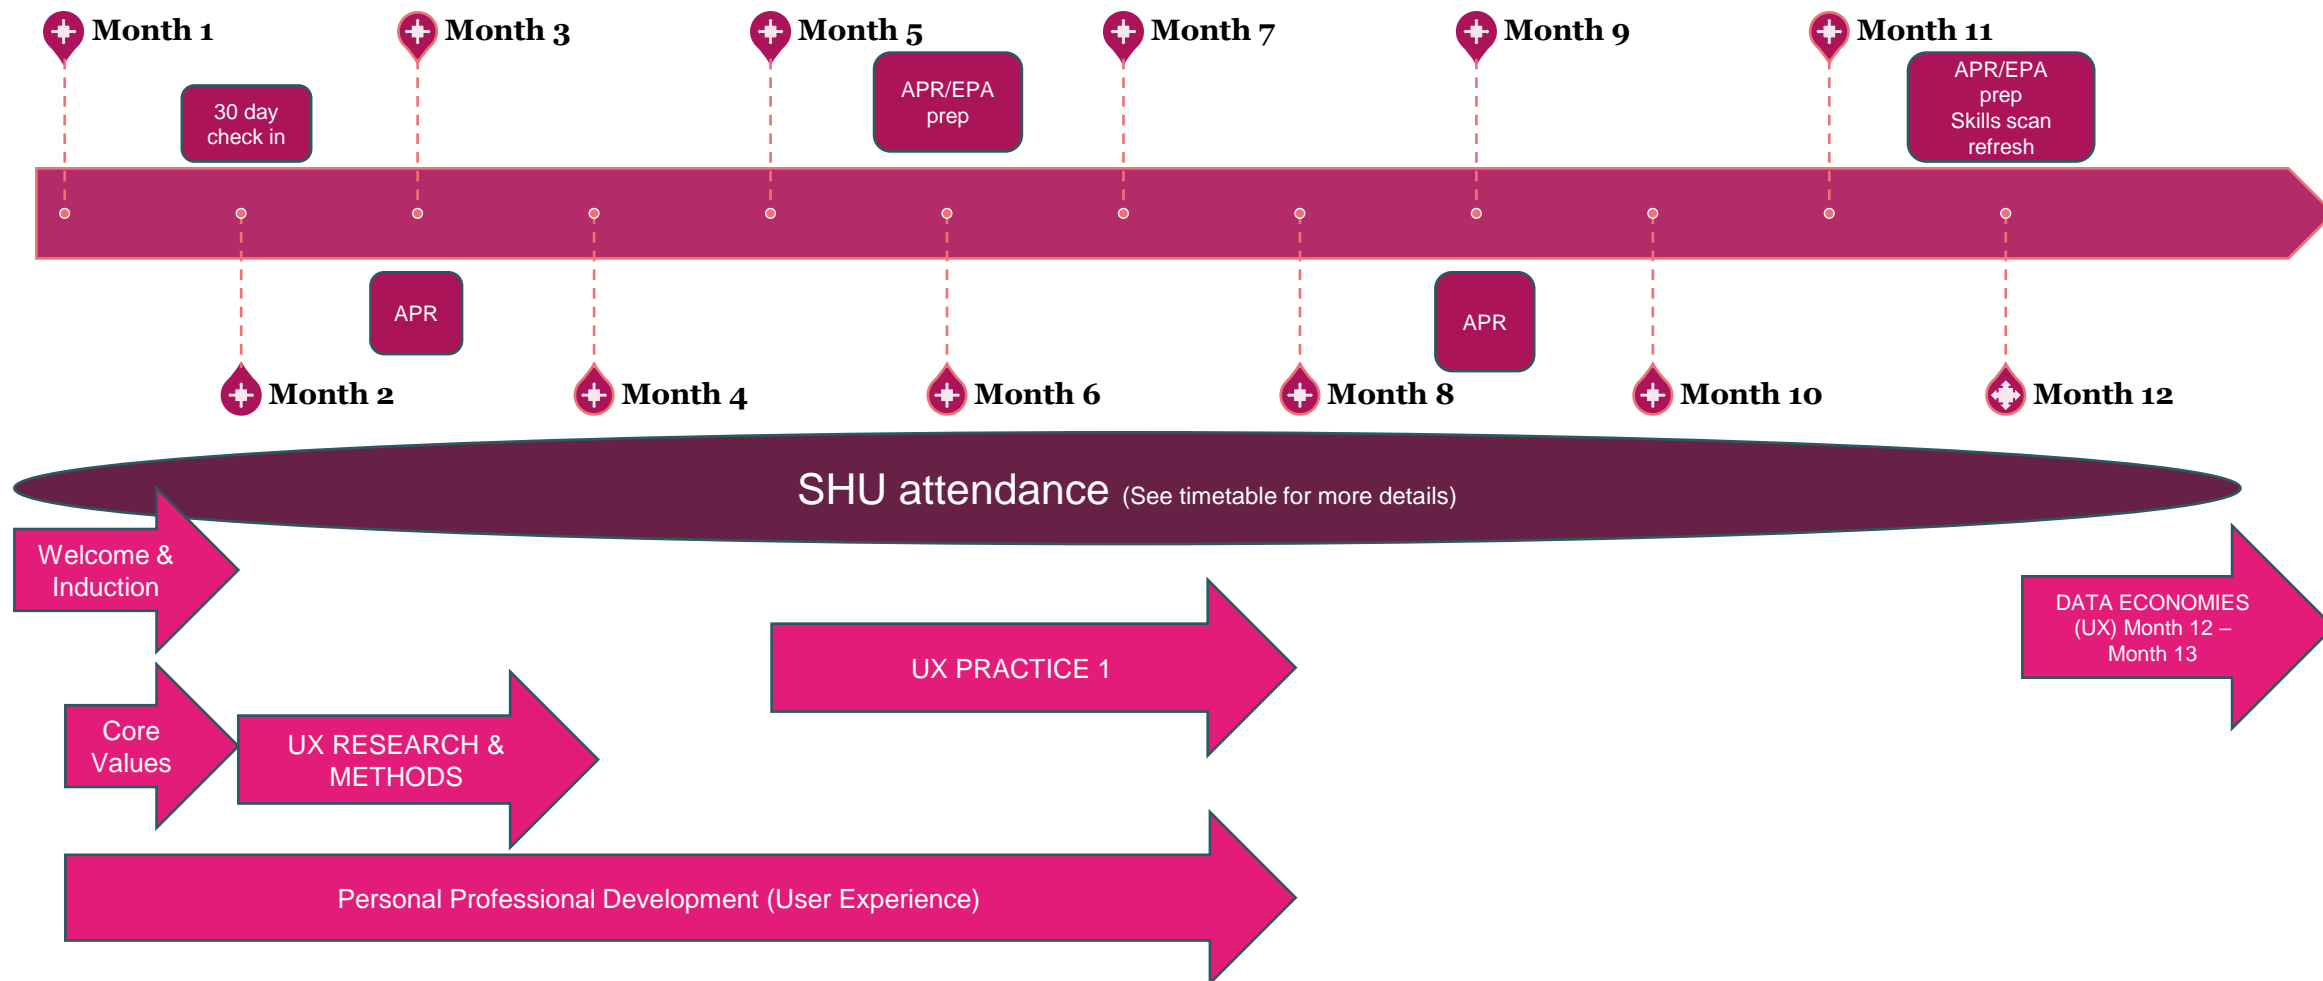 Month 1
Month 3
Month 5
Month 7
Month 9
Month 11
30 day
check in
APR/EPA
prep
APR/EPA
prep
Skills scan
refresh
APR
APR
Month 2
Month 4
Month 6
Month 8
Month 10
Month 12
SHU attendance (See timetable for more details)
Welcome &
Induction
DATA ECONOMIES
(UX) Month 12 –
Month 13
UX PRACTICE 1
Core
Values
UX RESEARCH &
METHODS
Personal Professional Development (User Experience)